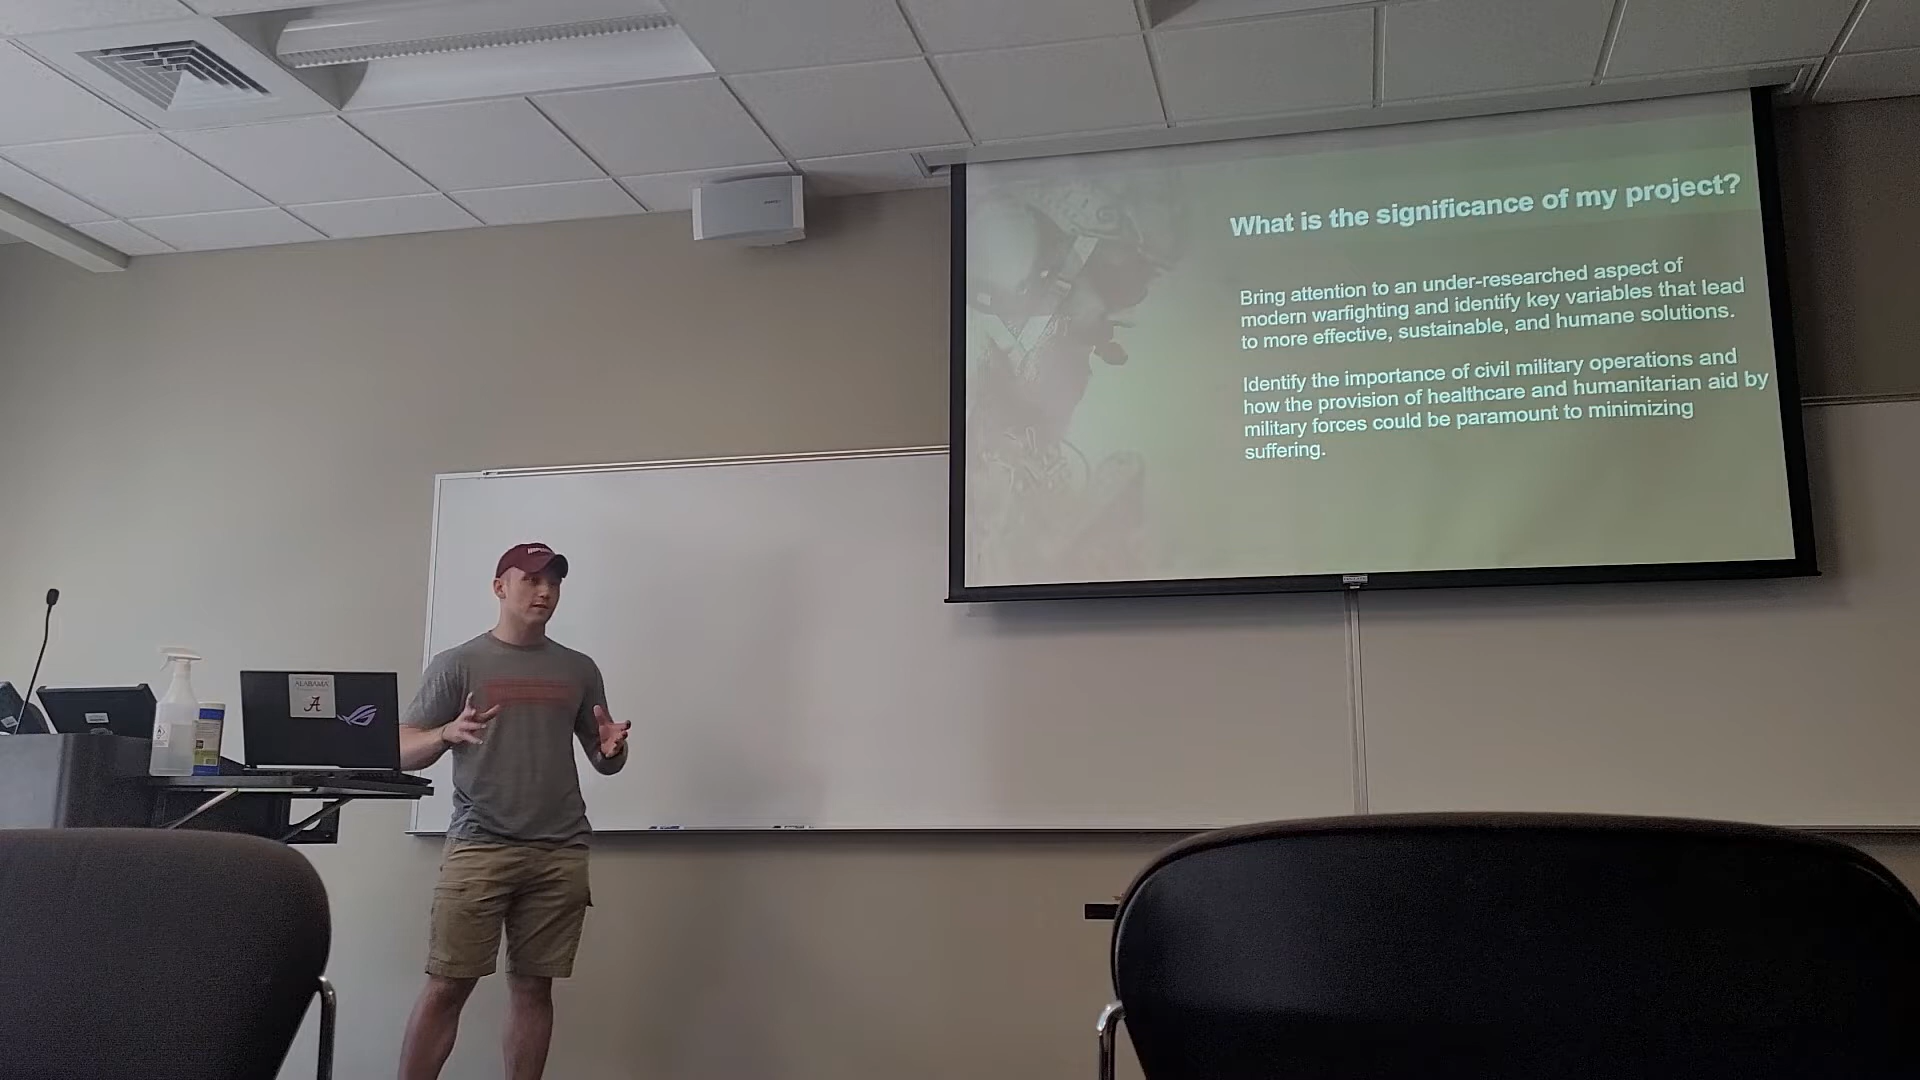 What is the significance of my project?
Bring attention to an under-researched aspect of
modern warfighting and identify key variables that lead
to more effective, sustainable, and humane solutions.
Identify the importance of civil military operations and
how the provision of healthcare and humanitarian aid by
military forces could be paramount to minimizing
suffering.
ALABAMA
A